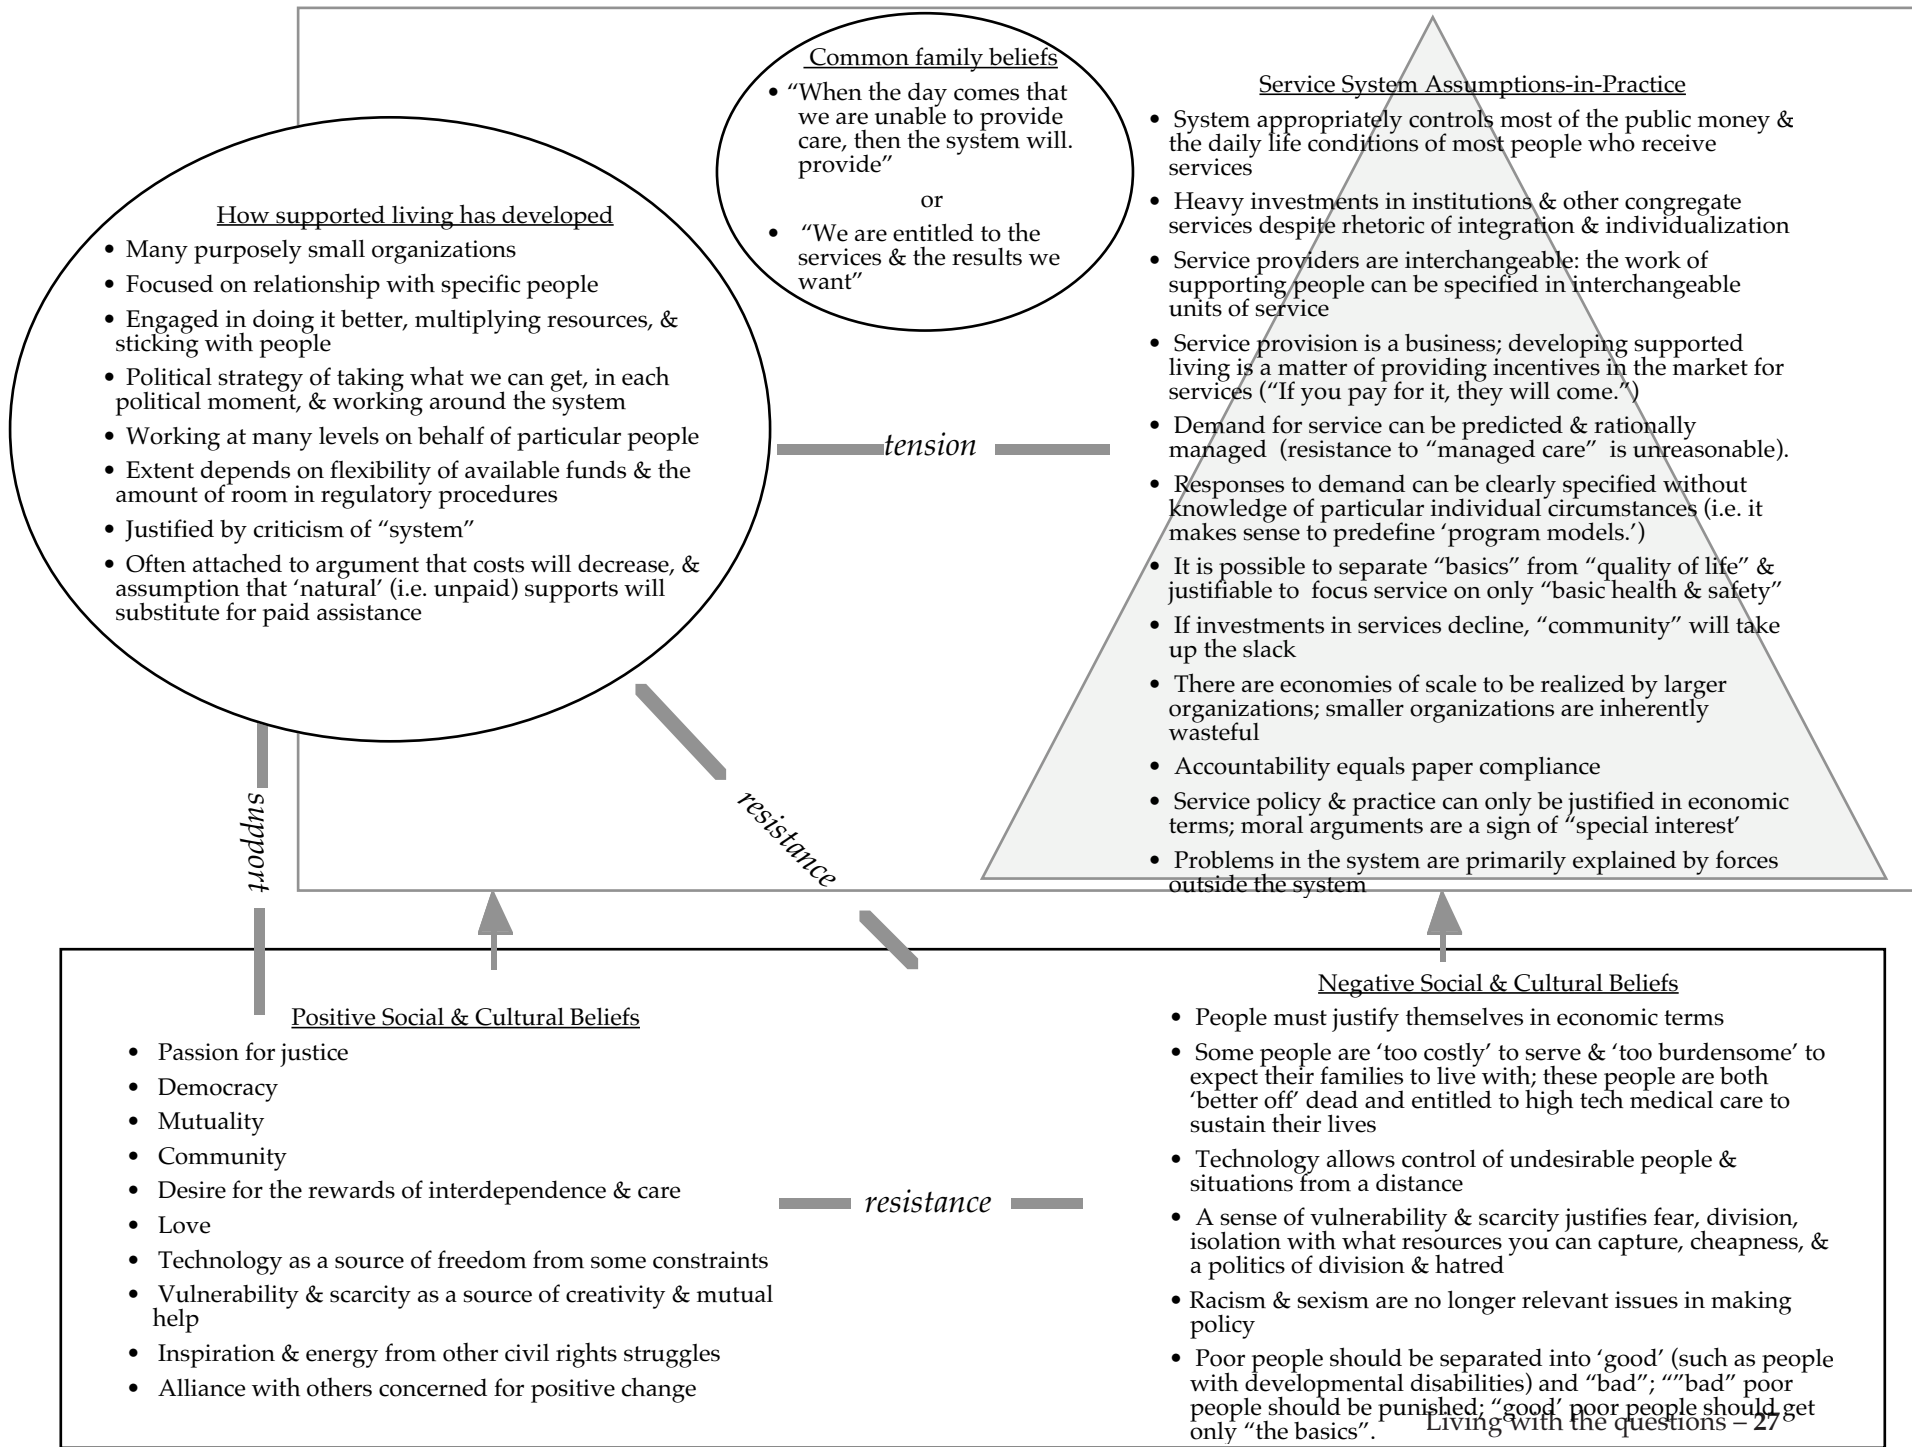 Common family beliefs
• “When the day comes that
we are unable to provide
care, then the system will.
provide”
or
• “We are entitled to the
services & the results we
want”
How supported living has developed
• Many purposely small organizations
• Focused on relationship with specific people
• Engaged in doing it better, multiplying resources, &
sticking with people
• Political strategy of taking what we can get, in each
political moment, & working around the system
• Working at many levels on behalf of particular people
• Extent depends on flexibility of available funds & the
amount of room in regulatory procedures
• Justified by criticism of “system”
• Often attached to argument that costs will decrease, &
assumption that ‘natural’ (i.e. unpaid) supports will
substitute for paid assistance
tension
Service System Assumptions-in-Practice
• System appropriately controls most of the public money &
the daily life conditions of most people who receive
services
• Heavy investments in institutions & other congregate
services despite rhetoric of integration & individualization
• Service providers are interchangeable: the work of
supporting people can be specified in interchangeable
units of service
• Service provision is a business; developing supported
living is a matter of providing incentives in the market for
services (“If you pay for it, they will come.”)
• Demand for service can be predicted & rationally
managed (resistance to “managed care” is unreasonable).
• Responses to demand can be clearly specified without
knowledge of particular individual circumstances (i.e. it
makes sense to predefine ‘program models.’)
• It is possible to separate “basics” from “quality of life” &
justifiable to focus service on only “basic health & safety”
• If investments in services decline, “community” will take
up the slack
• There are economies of scale to be realized by larger
organizations; smaller organizations are inherently
wasteful
• Accountability equals paper compliance
• Service policy & practice can only be justified in economic
terms; moral arguments are a sign of “special interest’
• Problems in the system are primarily explained by forces
outside the system
support
resistance
Positive Social & Cultural Beliefs
• Passion for justice
• Democracy
• Mutuality
• Community
• Desire for the rewards of interdependence & care
• Love
• Technology as a source of freedom from some constraints
• Vulnerability & scarcity as a source of creativity & mutual
help
• Inspiration & energy from other civil rights struggles
• Alliance with others concerned for positive change
resistance
Negative Social & Cultural Beliefs
• People must justify themselves in economic terms
• Some people are ‘too costly’ to serve & ‘too burdensome’ to
expect their families to live with; these people are both
‘better off’ dead and entitled to high tech medical care to
sustain their lives
• Technology allows control of undesirable people &
situations from a distance
• A sense of vulnerability & scarcity justifies fear, division,
isolation with what resources you can capture, cheapness, &
a politics of division & hatred
• Racism & sexism are no longer relevant issues in making
policy
• Poor people should be separated into ‘good’ (such as people
with developmental disabilities) and “bad”; “”bad” poor
people should be punished; “good’ poor people should get
only “the basics”.
Living with the questions – 27